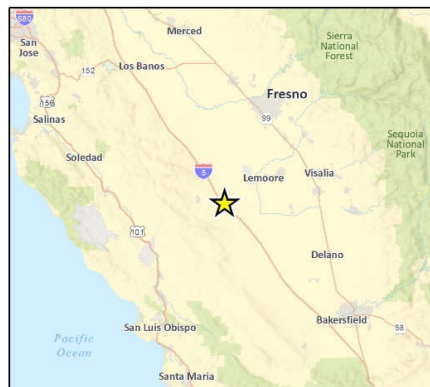 680
San
Jose
Merced
Sierra
National
Forest
152
Los Banos
156
Fresno
99
Salinas
Sequoia
National
Park
Soledad
5
Lemoore
Visalia
101
Delano
San Luis Obispo
Bakersfield
58
Pacific
Ocean
Santa Maria